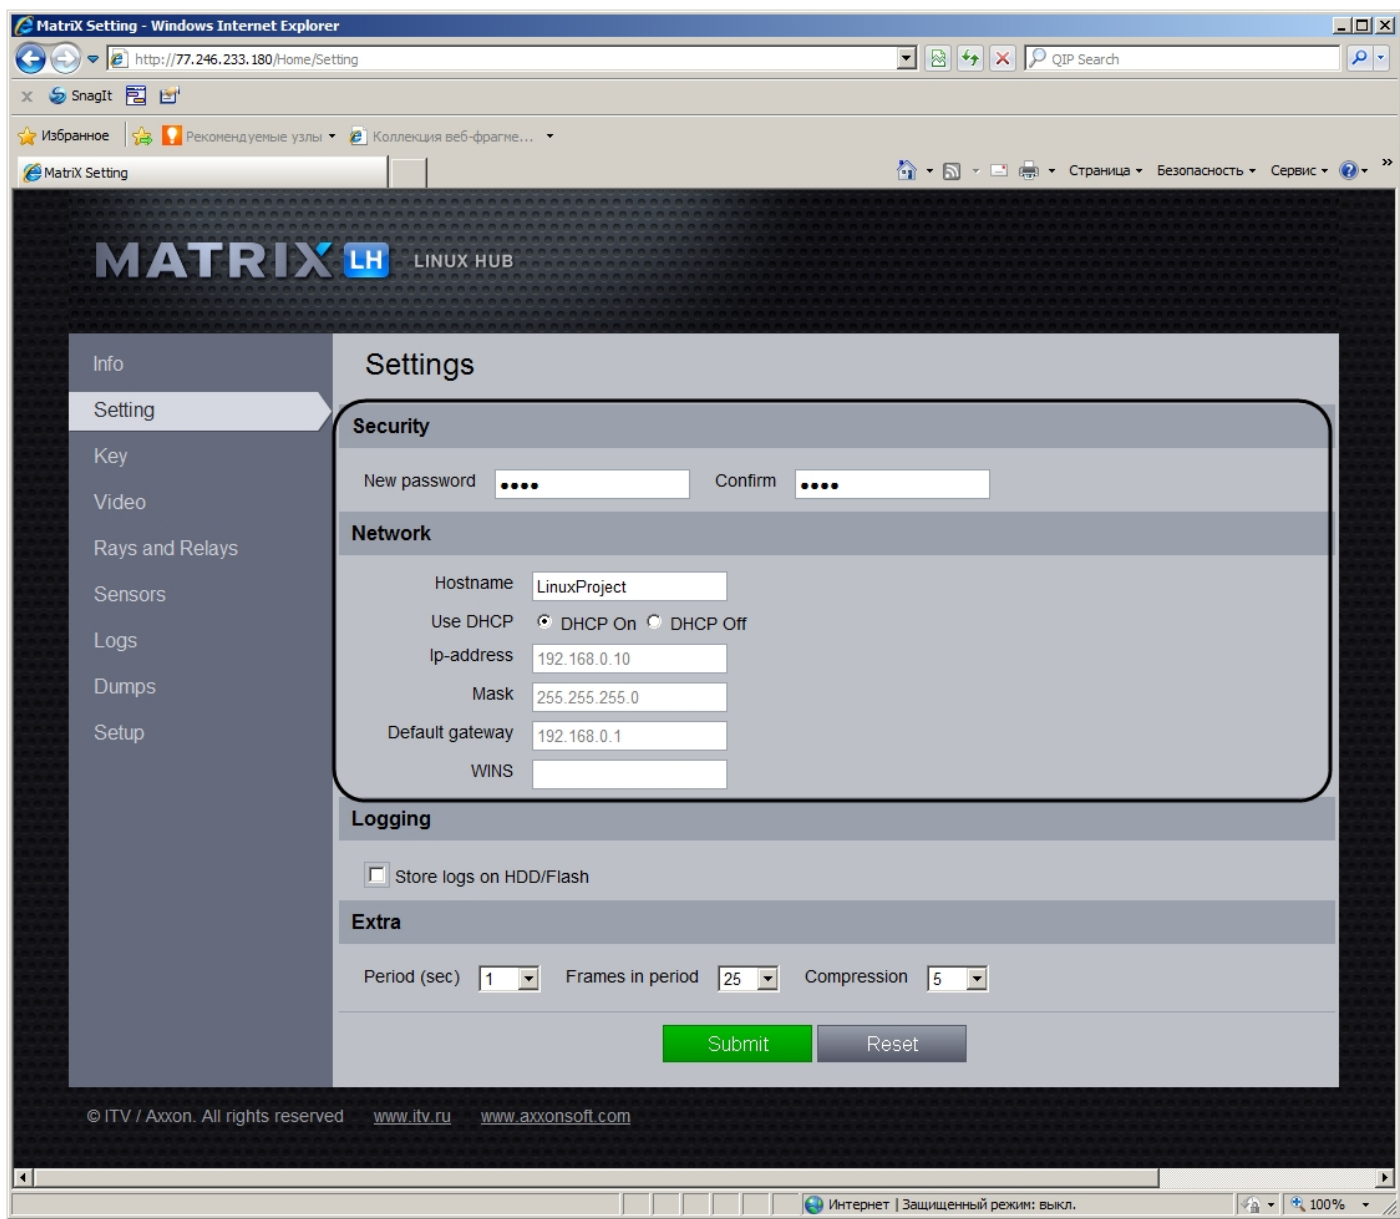 MatriX Setting - Windows Internet Explorer
http://77.246.233.180/Home/Setting
QIP Search
x SnagIt
Избранное Рекомендуемые узлы Коллекция веб-фрагме...
MatriX Setting
Страница Безопасность Сервис »
MATRIX LH LINUX HUB
Info
Setting
Key
Video
Rays and Relays
Sensors
Logs
Dumps
Setup
Settings
Security
New password •••• Confirm ••••
Network
Hostname LinuxProject
Use DHCP DHCP On DHCP Off
Ip-address 192.168.0.10
Mask 255.255.255.0
Default gateway 192.168.0.1
WINS
Logging
Store logs on HDD/Flash
Extra
Period (sec) 1 Frames in period 25 Compression 5
Submit Reset
© ITV / Axxon. All rights reserved www.itv.ru www.axxonsoft.com
Интернет | Защищенный режим: выкл. 100%